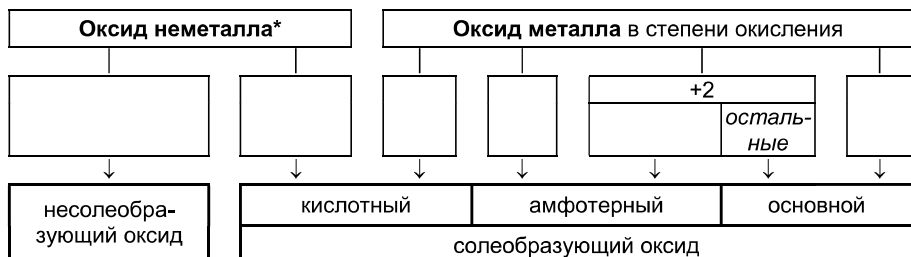 Оксид неметалла*
Оксид металла в степени окисления
+2
осталь-
ные
несолеобра-
зующий оксид
кислотный
амфотерный
основной
солеобразующий оксид